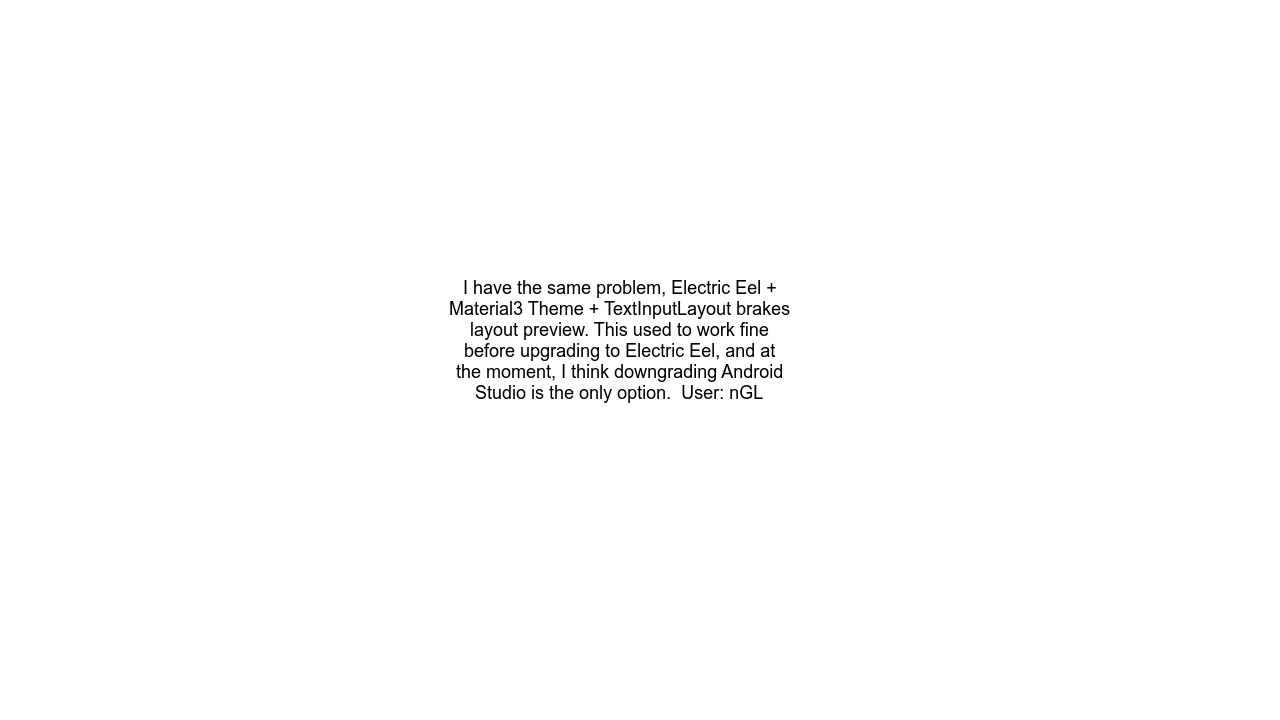 I have the same problem, Electric Eel +
Material3 Theme + TextInputLayout brakes
layout preview. This used to work fine
before upgrading to Electric Eel, and at
the moment, I think downgrading Android
Studio is the only option.  User: nGL